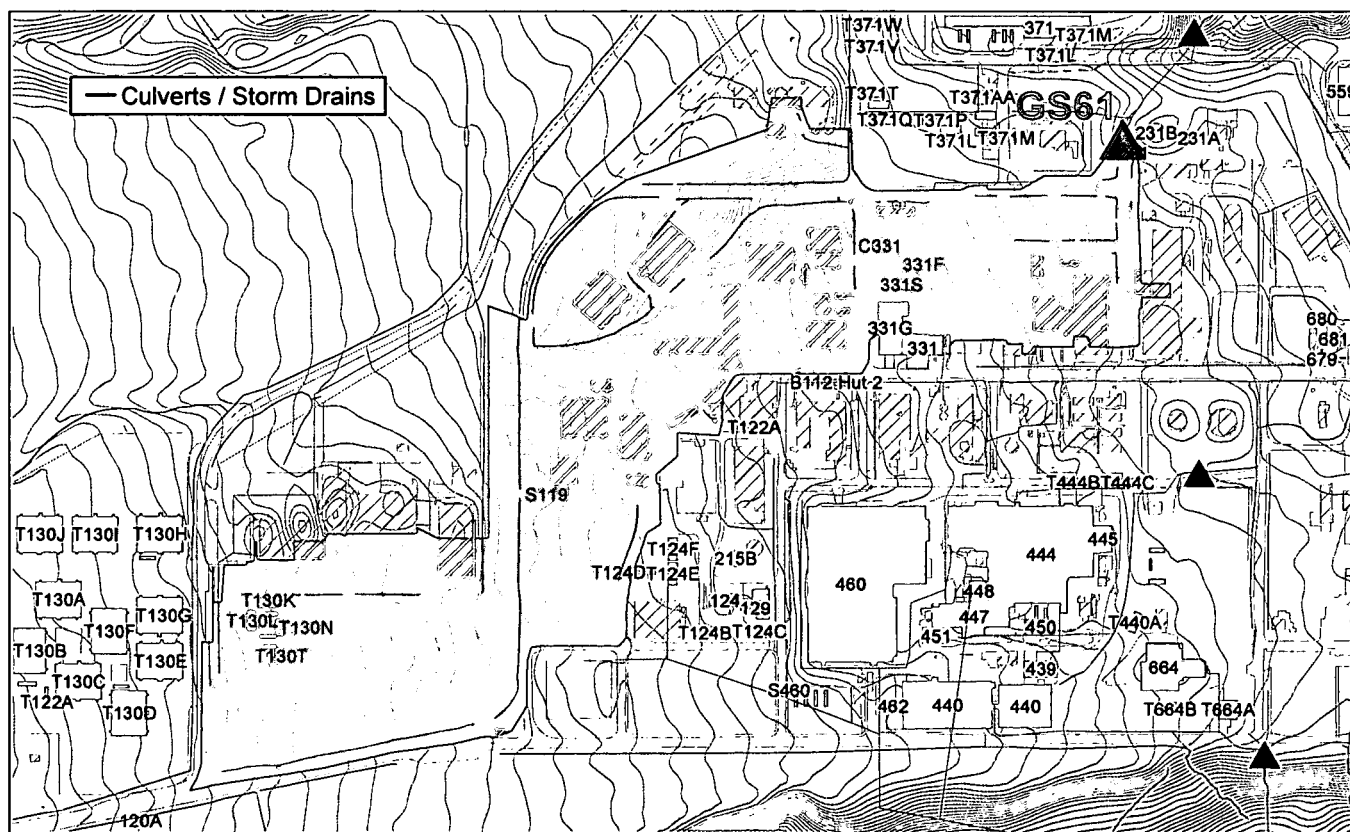 Culverts / Storm Drains
T371W
371
T371M
T371V
T371L
T371T
T371AA
GS61
559
T371Q
T371P
231B
231A
T371L
T371M
C331
331F
331S
331G
331
680
681
679
B112 Hut 2
T122A
T444B
T444C
S119
T130J
T130I
T130H
445
T124F
215B
444
T124D
T124E
460
T130A
T130K
448
T130G
T130L
124
129
447
T130F
T130N
T124B
T124C
451
450
T440A
T130B
T130E
T130T
439
664
T130C
T122A
S460
T130D
462
440
440
T664B
T664A
120A